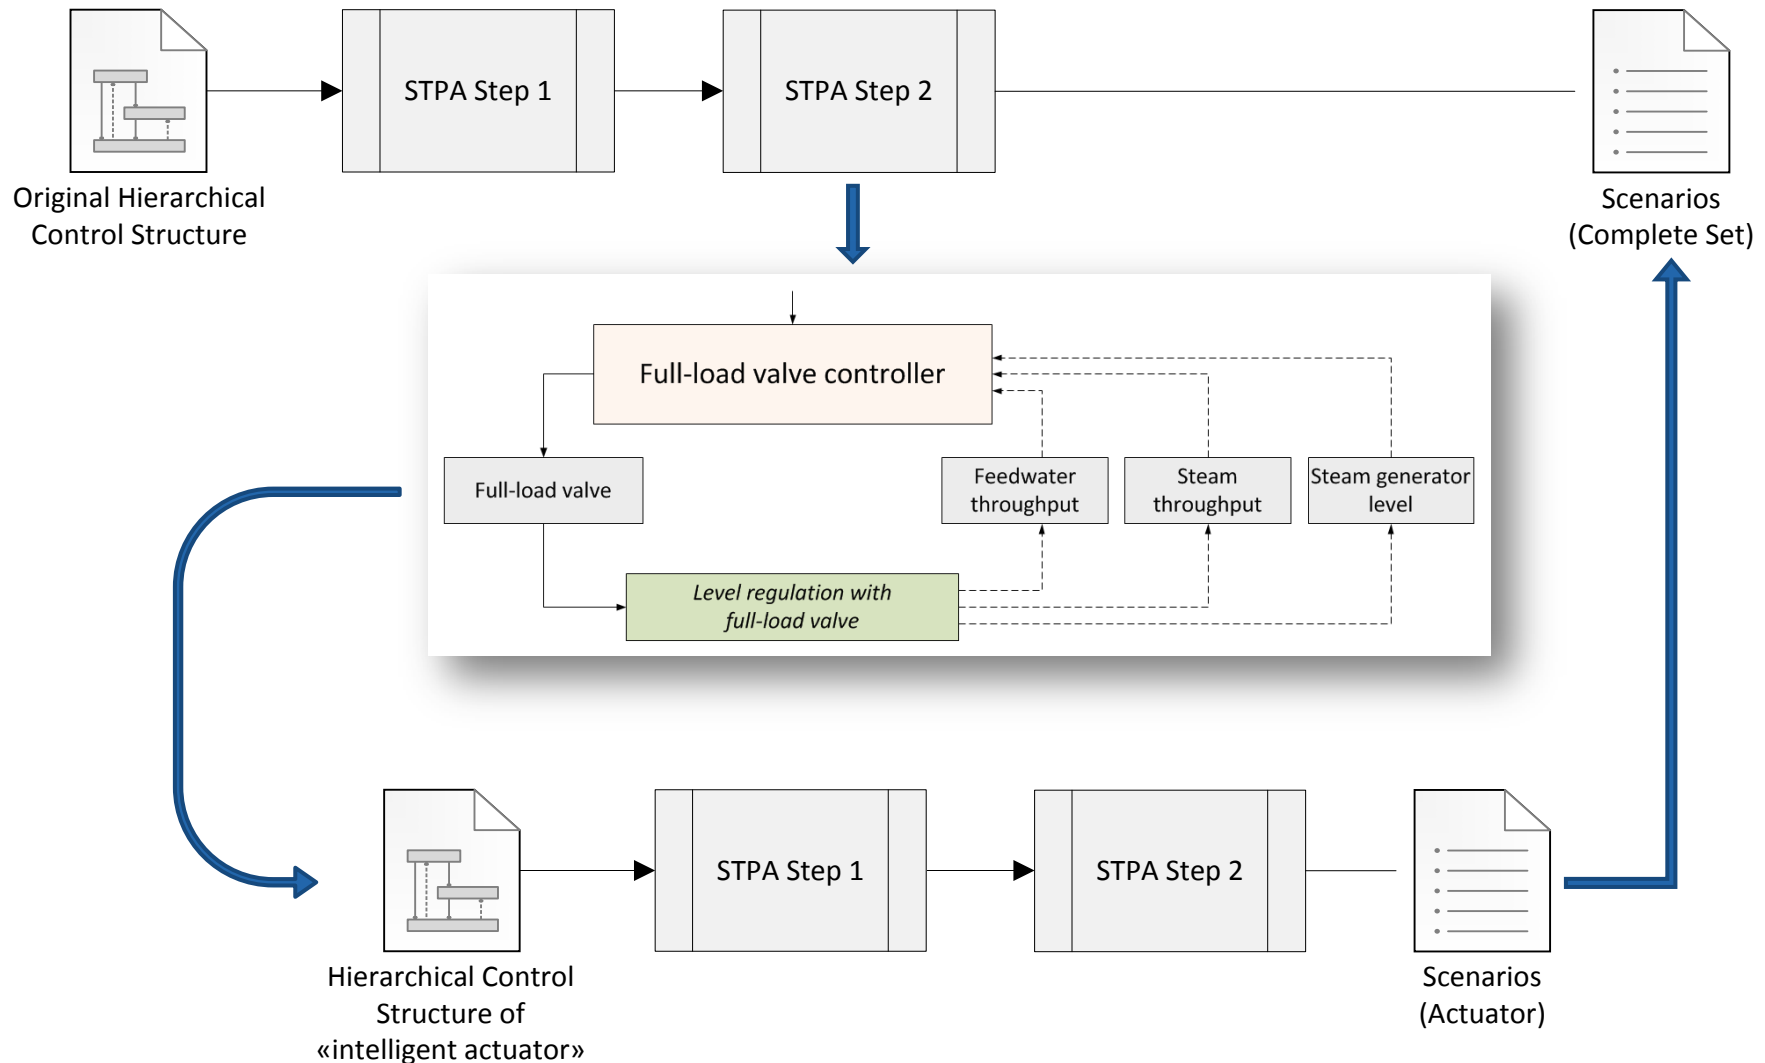 STPA Step 1
STPA Step 2
Original Hierarchical
Control Structure
Scenarios
(Complete Set)
Full-load valve controller
Full-load valve
Feedwater
throughput
Steam
throughput
Steam generator
level
Level regulation with
full-load valve
STPA Step 1
STPA Step 2
Hierarchical Control
Structure of
«intelligent actuator»
Scenarios
(Actuator)